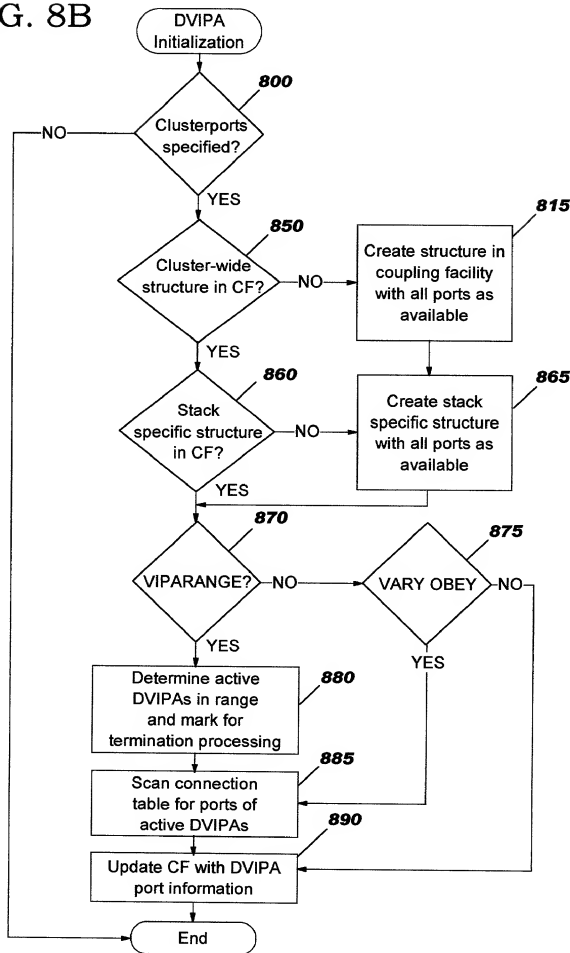 G. 8B
DVIPA
Initialization
800
Clusterports
specified?
NO
YES
850
Cluster-wide
structure in CF?
NO
YES
815
Create structure in
coupling facility
with all ports as
available
860
Stack
specific structure
in CF?
NO
YES
865
Create stack
specific structure
with all ports as
available
870
VIPARANGE?
NO
YES
875
VARY OBEY
NO
YES
Determine active
DVIPAs in range
and mark for
termination processing
880
Scan connection
table for ports of
active DVIPAs
885
Update CF with DVIPA
port information
890
End